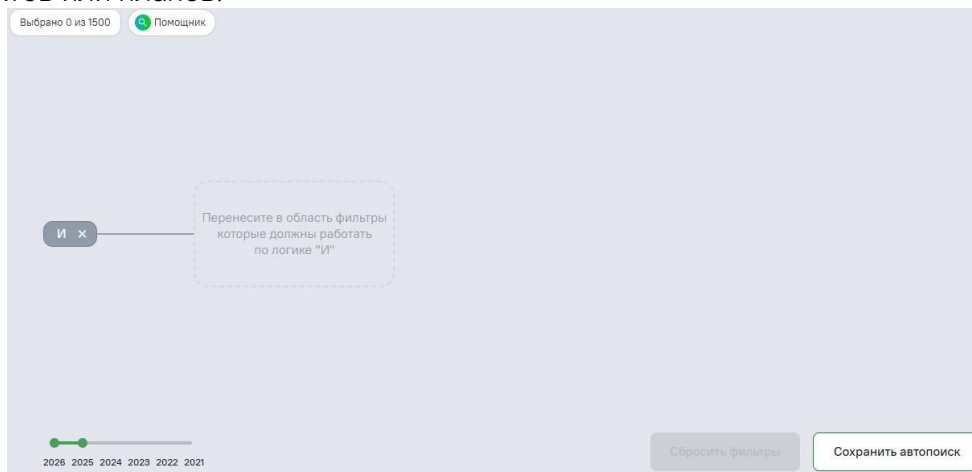 Выбрано 0 из 1500
Помощник
Перенесите в область фильтры
которые должны работать
по логике "И"
И ×
2026 2025 2024 2023 2022 2021
Сбросить фильтры
Сохранить автопоиск